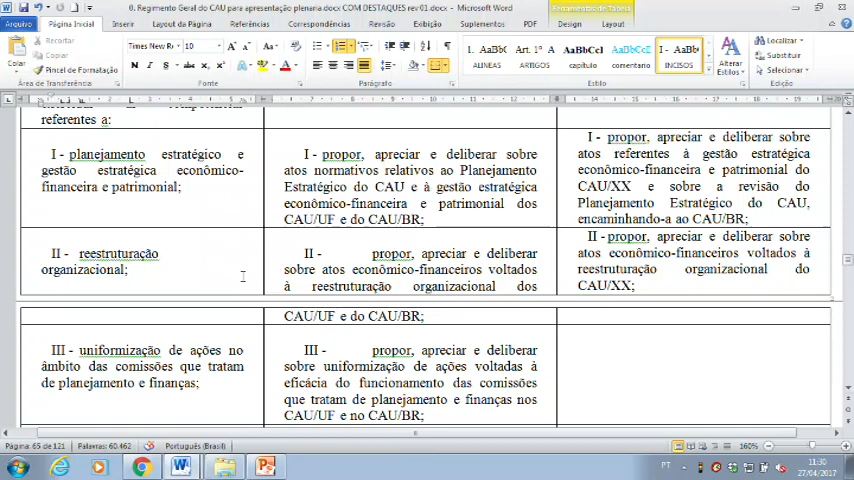 0. Regimento Geral do CAU para apresentação plenaria.docx COM DESTAQUES rev 01.docx - Microsoft Word
Ferramentas de Tabela
Arquivo Página Inicial Inserir Layout da Página Referências Correspondências Revisão Exibição Suplementos PDF Design Layout
Colar
Recortar
Copiar
Pincel de Formatação
Área de Transferência
Times New Ro 10
N I S
Fonte
Parágrafo
1. AaBb( ALINEAS
Art. 1º A ARTIGOS
AaBbCcI capítulo
AaBbCcE comentario
I - AaBb( INCISOS
Alterar Estilos
Estilo
Localizar
Substituir
Selecionar
Edição
referentes a:
I - planejamento estratégico e
gestão estratégica econômico-
financeira e patrimonial;
I - propor, apreciar e deliberar sobre
atos normativos relativos ao Planejamento
Estratégico do CAU e à gestão estratégica
econômico-financeira e patrimonial dos
CAU/UF e do CAU/BR;
I - propor, apreciar e deliberar sobre
atos referentes à gestão estratégica
econômico-financeira e patrimonial do
CAU/XX e sobre a revisão do
Planejamento Estratégico do CAU,
encaminhando-a ao CAU/BR;
II - reestruturação
organizacional;
II - propor, apreciar e deliberar
sobre atos econômico-financeiros voltados
à reestruturação organizacional dos
II - propor, apreciar e deliberar sobre
atos econômico-financeiros voltados à
reestruturação organizacional do
CAU/XX;
CAU/UF e do CAU/BR;
III - uniformização de ações no
âmbito das comissões que tratam
de planejamento e finanças;
III - propor, apreciar e deliberar
sobre uniformização de ações voltadas à
eficácia do funcionamento das comissões
que tratam de planejamento e finanças nos
CAU/UF e no CAU/BR;
Página: 65 de 121 Palavras: 60.462 Português (Brasil) 160%
PT 11:30
27/04/2017